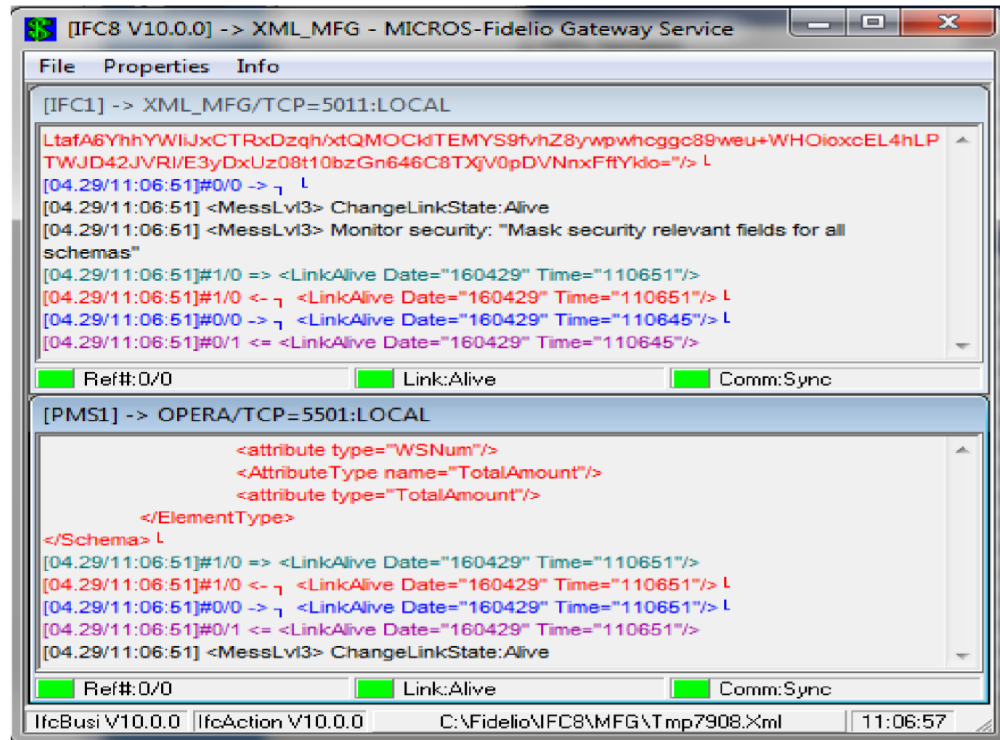 [IFC8 V10.0.0] -> XML_MFG - MICROS-Fidelio Gateway Service
File Properties Info
[IFC1] -> XML_MFG/TCP=5011:LOCAL
TWJD42JVRI/E3yDxUz08t10bzGn646C8TXjV0pDVNnxFftYklo="/> └
[04.29/11:06:51]#0/0 -> ┐ └
[04.29/11:06:51] <MessLvl3> ChangeLinkState:Alive
[04.29/11:06:51] <MessLvl3> Monitor security: "Mask security relevant fields for all
schemas"
[04.29/11:06:51]#1/0 => <LinkAlive Date="160429" Time="110651"/>
[04.29/11:06:51]#1/0 <- ┐ <LinkAlive Date="160429" Time="110651"/> └
[04.29/11:06:51]#0/0 -> ┐ <LinkAlive Date="160429" Time="110645"/> └
[04.29/11:06:51]#0/1 <= <LinkAlive Date="160429" Time="110645"/>
Ref#:0/0 Link:Alive Comm:Sync
[PMS1] -> OPERA/TCP=5501:LOCAL
<attribute type="WSNum"/>
<AttributeType name="TotalAmount"/>
<attribute type="TotalAmount"/>
</ElementType>
</Schema> └
[04.29/11:06:51]#1/0 => <LinkAlive Date="160429" Time="110651"/>
[04.29/11:06:51]#1/0 <- ┐ <LinkAlive Date="160429" Time="110651"/> └
[04.29/11:06:51]#0/0 -> ┐ <LinkAlive Date="160429" Time="110651"/> └
[04.29/11:06:51]#0/1 <= <LinkAlive Date="160429" Time="110651"/>
[04.29/11:06:51] <MessLvl3> ChangeLinkState:Alive
Ref#:0/0 Link:Alive Comm:Sync
IfcBusi V10.0.0 IfcAction V10.0.0 C:\Fidelio\IFC8\MFG\Tmp7908.Xml 11:06:57